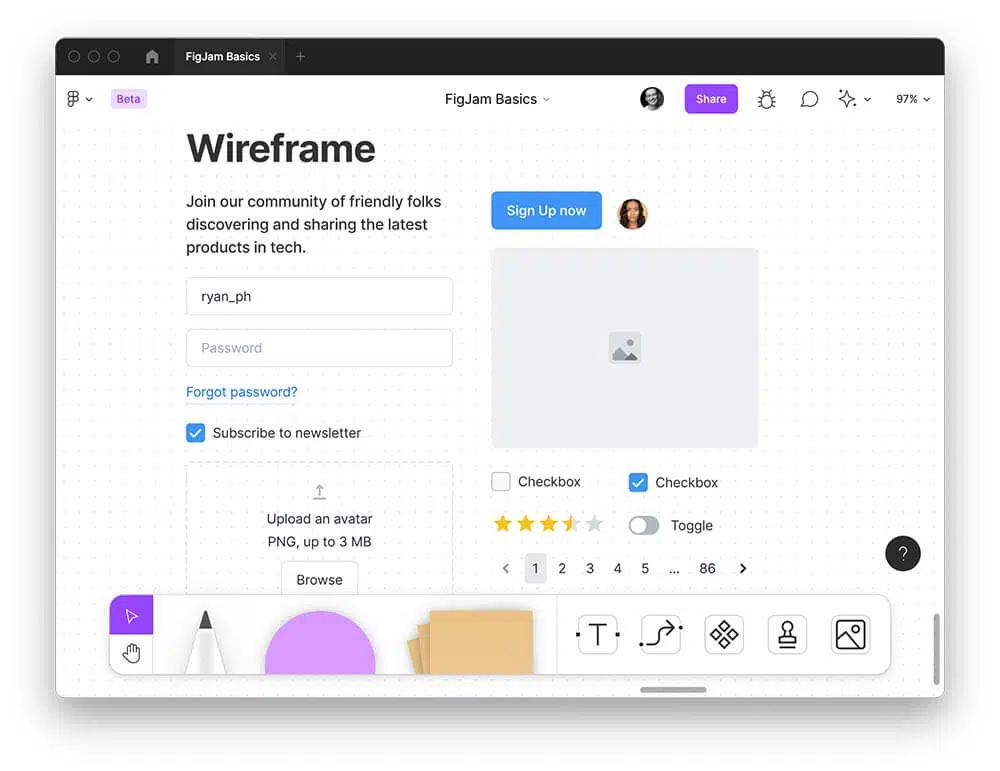 FigJam Basics
Beta
FigJam Basics
Share
97%
Wireframe
Join our community of friendly folks
discovering and sharing the latest
products in tech.
ryan_ph
Password
Forgot password?
Subscribe to newsletter
Upload an avatar
PNG, up to 3 MB
Browse
Sign Up now
Checkbox
Checkbox
Toggle
1 2 3 4 5 ... 86
?
T